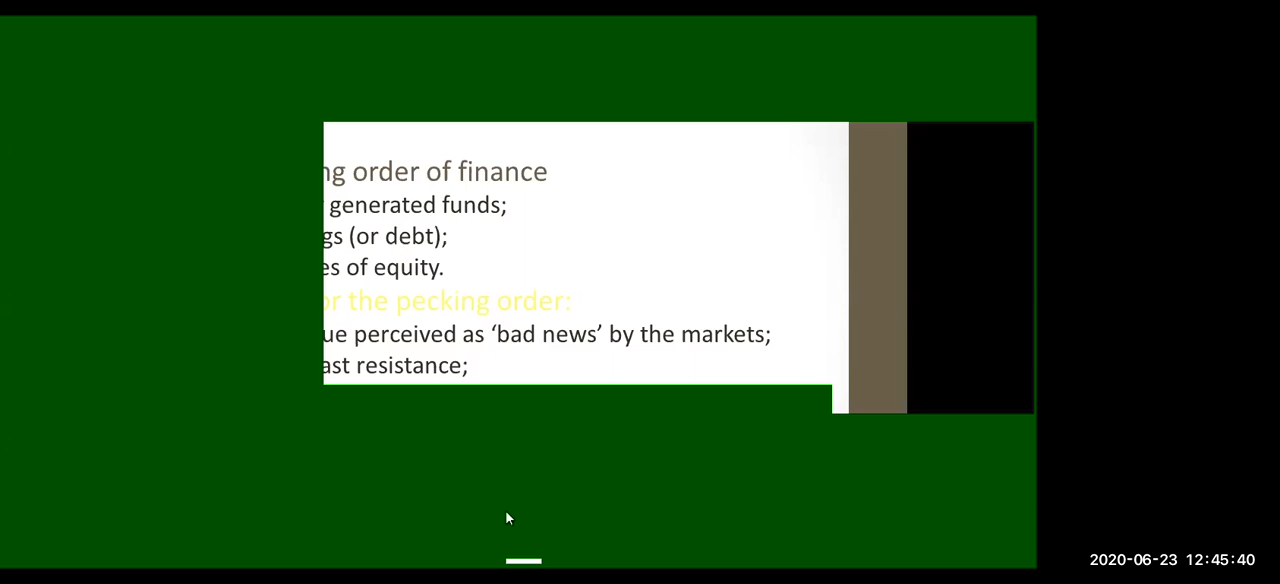 ng order of finance
generated funds;
gs (or debt);
es of equity.
or the pecking order:
ue perceived as ‘bad news’ by the markets;
ast resistance;
2020-06-23 12:45:40